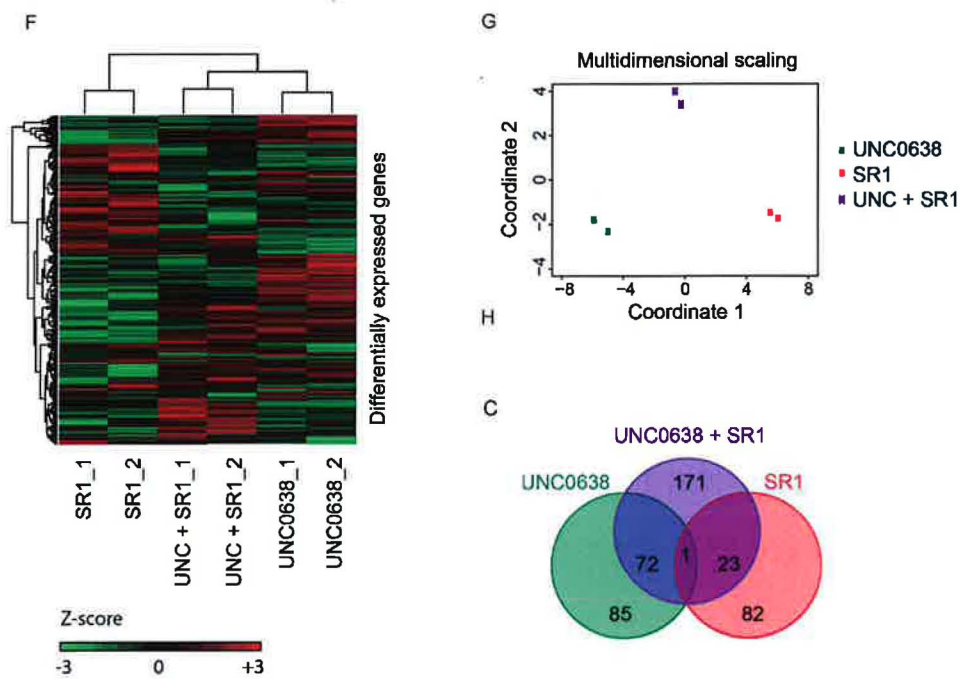 F
Differentially expressed genes
SR1_1
SR1_2
UNC + SR1_1
UNC + SR1_2
UNC0638_1
UNC0638_2
Z-score
-3 0 +3
G
Multidimensional scaling
Coordinate 2
4
2
0
-2
-4
-8 -4 0 4 8
Coordinate 1
UNC0638
SR1
UNC + SR1
H
C
UNC0638 + SR1
UNC0638 171 SR1
72 1 23
85 82